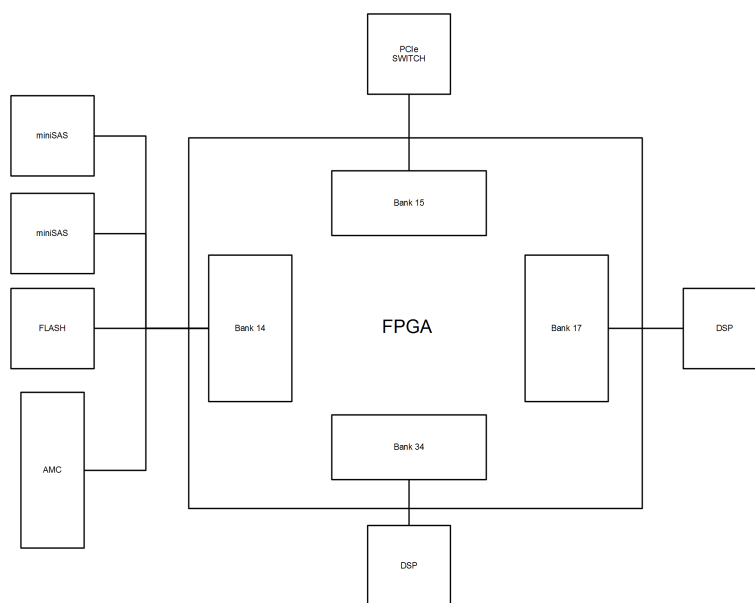 PCIe
SWITCH
miniSAS
Bank 15
miniSAS
FLASH
Bank 14
FPGA
Bank 17
DSP
Bank 34
AMC
DSP